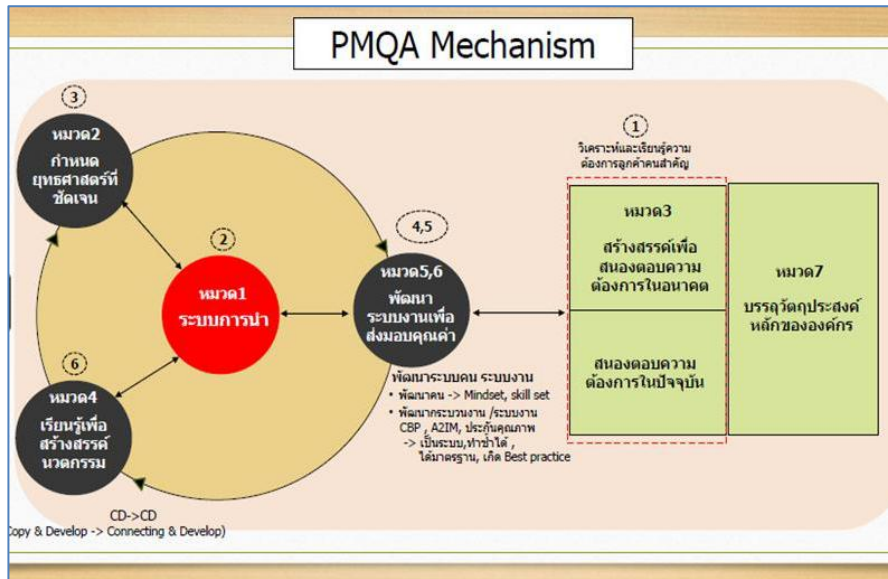 PMQA Mechanism
3
หมวด2
กำหนด
ยุทธศาสตร์ที่
ชัดเจน
1
วิเคราะห์และเรียนรู้ความ
ต้องการลูกค้าคนสำคัญ
2
หมวด1
ระบบการนำ
4,5
หมวด5,6
พัฒนา
ระบบงานเพื่อ
ส่งมอบคุณค่า
หมวด3
สร้างสรรค์เพื่อ
สนองตอบความ
ต้องการในอนาคต
สนองตอบความ
ต้องการในปัจจุบัน
หมวด7
บรรลุวัตถุประสงค์
หลักขององค์กร
6
หมวด4
เรียนรู้เพื่อ
สร้างสรรค์
นวตกรรม
พัฒนาระบบคน ระบบงาน
• พัฒนาคน -> Mindset, skill set
• พัฒนากระบวนงาน /ระบบงาน
CBP , A2IM, ประกันคุณภาพ
-> เป็นระบบ,ทำซ้ำได้ ,
ได้มาตรฐาน, เกิด Best practice
CD->CD
Copy & Develop -> Connecting & Develop)